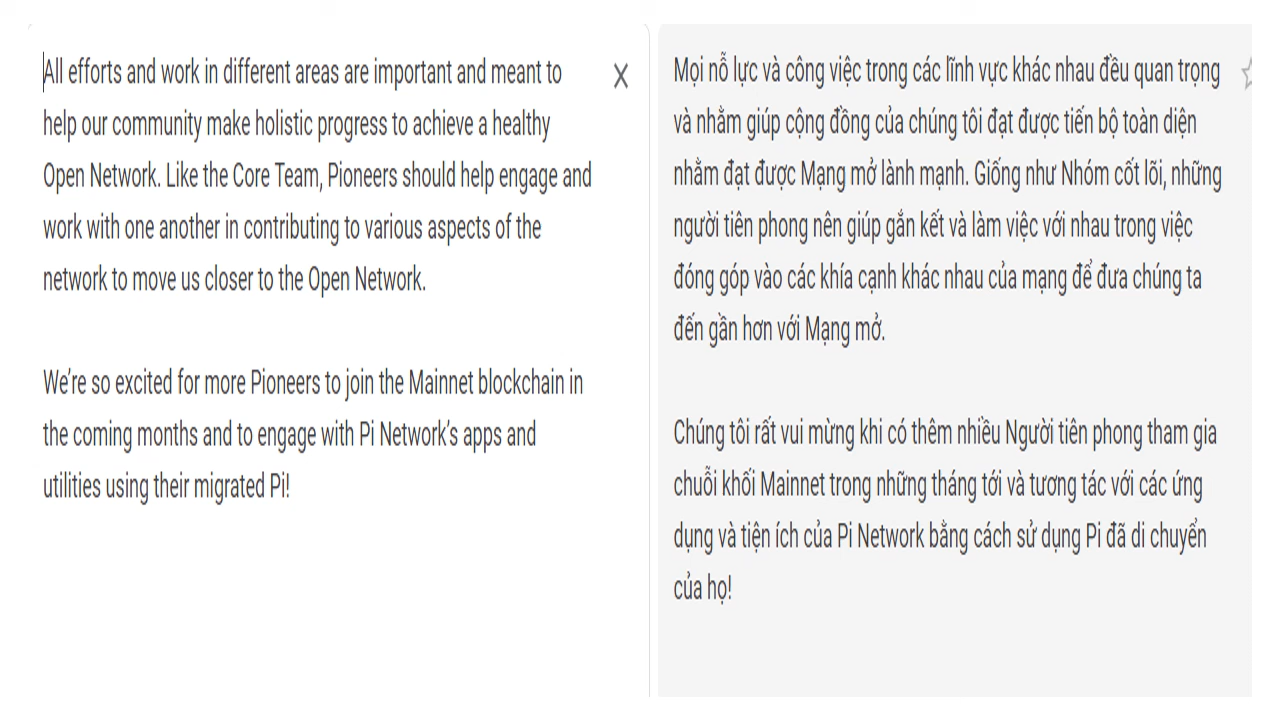 All efforts and work in different areas are important and meant to
help our community make holistic progress to achieve a healthy
Open Network. Like the Core Team, Pioneers should help engage and
work with one another in contributing to various aspects of the
network to move us closer to the Open Network.
We’re so excited for more Pioneers to join the Mainnet blockchain in
the coming months and to engage with Pi Network’s apps and
utilities using their migrated Pi!
Mọi nỗ lực và công việc trong các lĩnh vực khác nhau đều quan trọng
và nhằm giúp cộng đồng của chúng tôi đạt được tiến bộ toàn diện
nhằm đạt được Mạng mở lành mạnh. Giống như Nhóm cốt lõi, những
người tiên phong nên giúp gắn kết và làm việc với nhau trong việc
đóng góp vào các khía cạnh khác nhau của mạng để đưa chúng ta
đến gần hơn với Mạng mở.
Chúng tôi rất vui mừng khi có thêm nhiều Người tiên phong tham gia
chuỗi khối Mainnet trong những tháng tới và tương tác với các ứng
dụng và tiện ích của Pi Network bằng cách sử dụng Pi đã di chuyển
của họ!